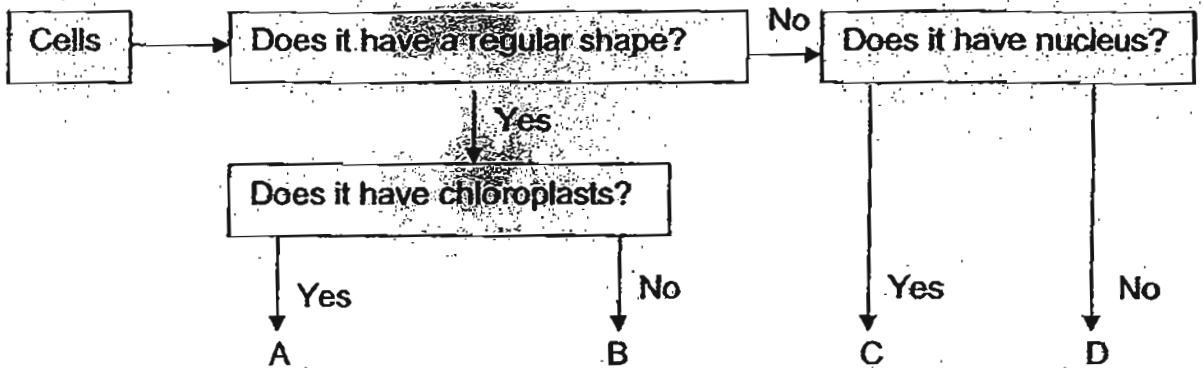 Cells
Does it have a regular shape?
No
Does it have nucleus?
Yes
Does it have chloroplasts?
Yes
No
Yes
No
A
B
C
D